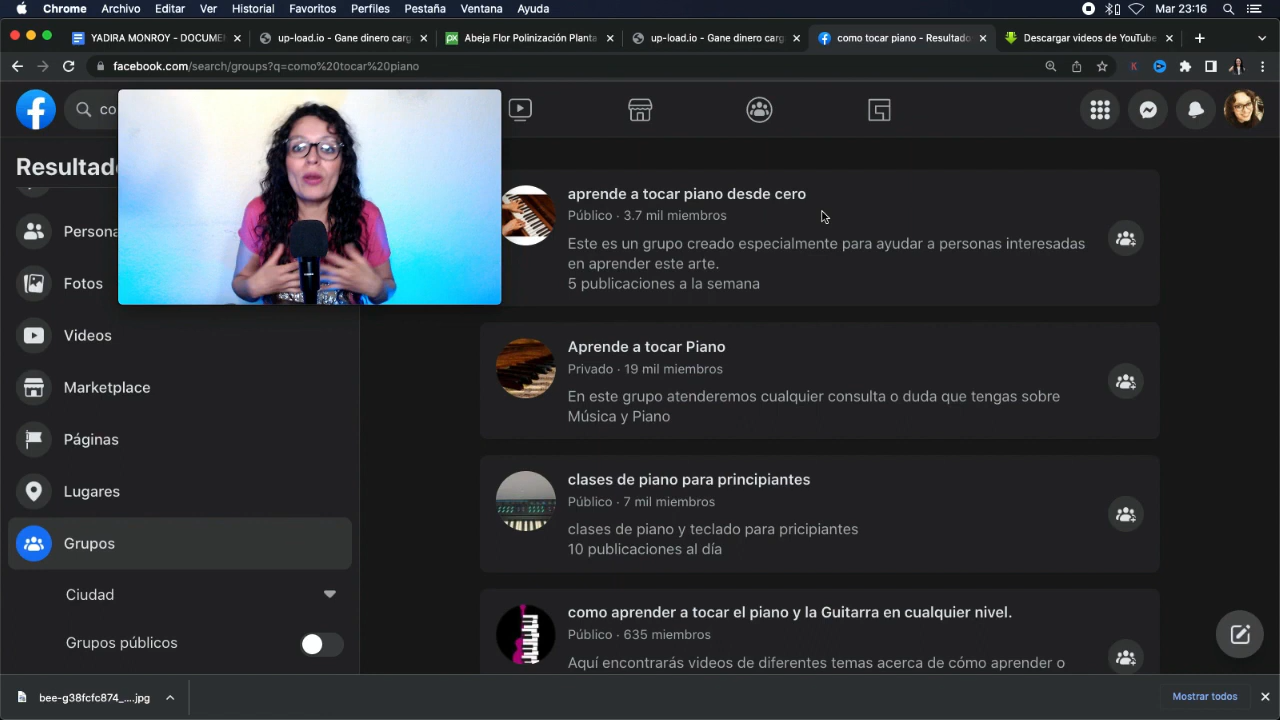 Chrome Archivo Editar Ver Historial Favoritos Perfiles Pestaña Ventana Ayuda
Mar 23:16
YADIRA MONROY - DOCUME
up-load.io - Gane dinero carg
Abeja Flor Polinización Planta
up-load.io - Gane dinero carg
como tocar piano - Resultado
Descargar videos de YouTube
facebook.com/search/groups?q=como%20tocar%20piano
co
Resultado
Persona
Fotos
Videos
Marketplace
Páginas
Lugares
Grupos
Ciudad
Grupos públicos
aprende a tocar piano desde cero
Público · 3.7 mil miembros
Este es un grupo creado especialmente para ayudar a personas interesadas
en aprender este arte.
5 publicaciones a la semana
Aprende a tocar Piano
Privado · 19 mil miembros
En este grupo atenderemos cualquier consulta o duda que tengas sobre
Música y Piano
clases de piano para principiantes
Público · 7 mil miembros
clases de piano y teclado para pricipiantes
10 publicaciones al día
como aprender a tocar el piano y la Guitarra en cualquier nivel.
Público · 635 miembros
Aquí encontrarás videos de diferentes temas acerca de cómo aprender o
bee-g38fcfc874_....jpg
Mostrar todos